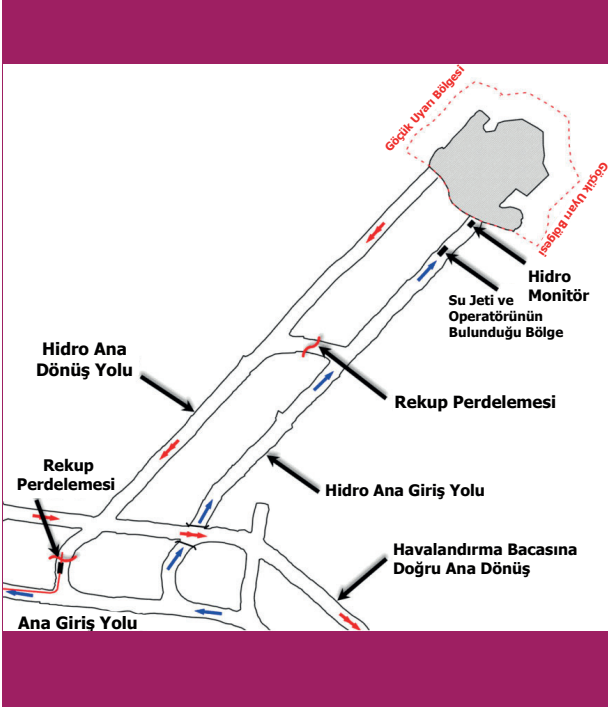 Göçük Uyarı Bölgesi
Göçük Uyarı Bölgesi
Hidro
Monitör
Su Jeti ve
Operatörünün
Bulunduğu Bölge
Hidro Ana
Dönüş Yolu
Rekup Perdelemesi
Rekup
Perdelemesi
Hidro Ana Giriş Yolu
Havalandırma Bacasına
Doğru Ana Dönüş
Ana Giriş Yolu